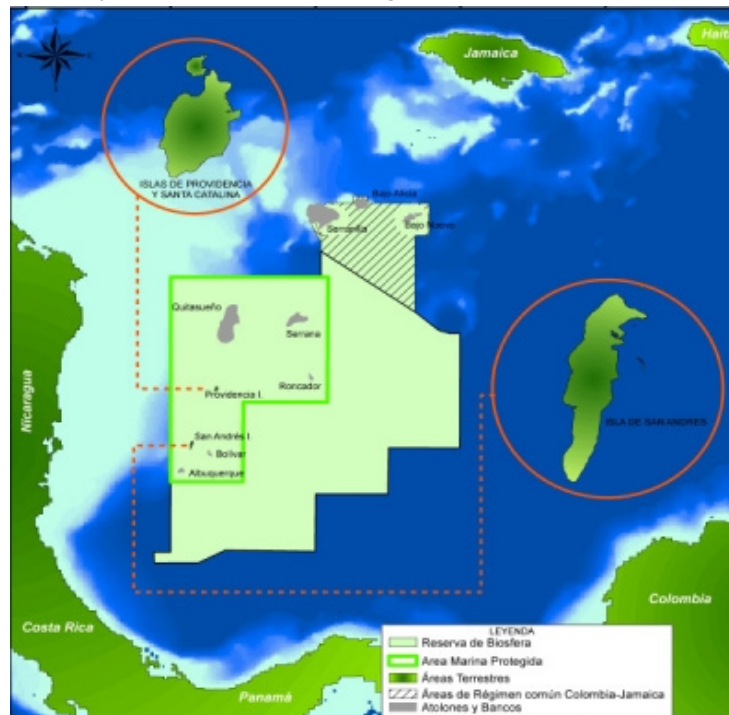 Haití
Jamaica
ISLAS DE PROVIDENCIA
Y SANTA CATALINA
Bajo Alicia
Serranilla
Bajo Nuevo
Quitasueño
Serrana
Roncador
Providencia I.
San Andrés I.
Bolívar
Albuquerque
ISLA DE SAN ANDRES
Nicaragua
Costa Rica
Panamá
Colombia
LEYENDA
Reserva de Biosfera
Area Marina Protegida
Áreas Terrestres
Áreas de Régimen común Colombia-Jamaica
Atolones y Bancos